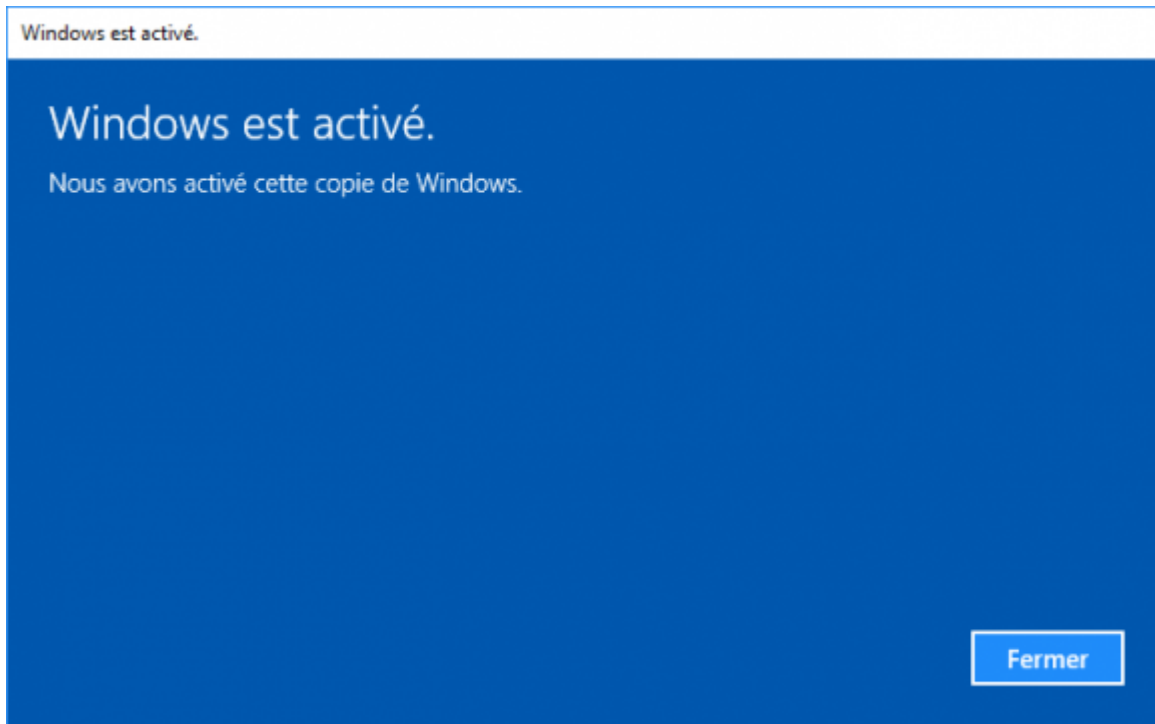 Windows est activé.
Windows est activé.
Nous avons activé cette copie de Windows.
Fermer